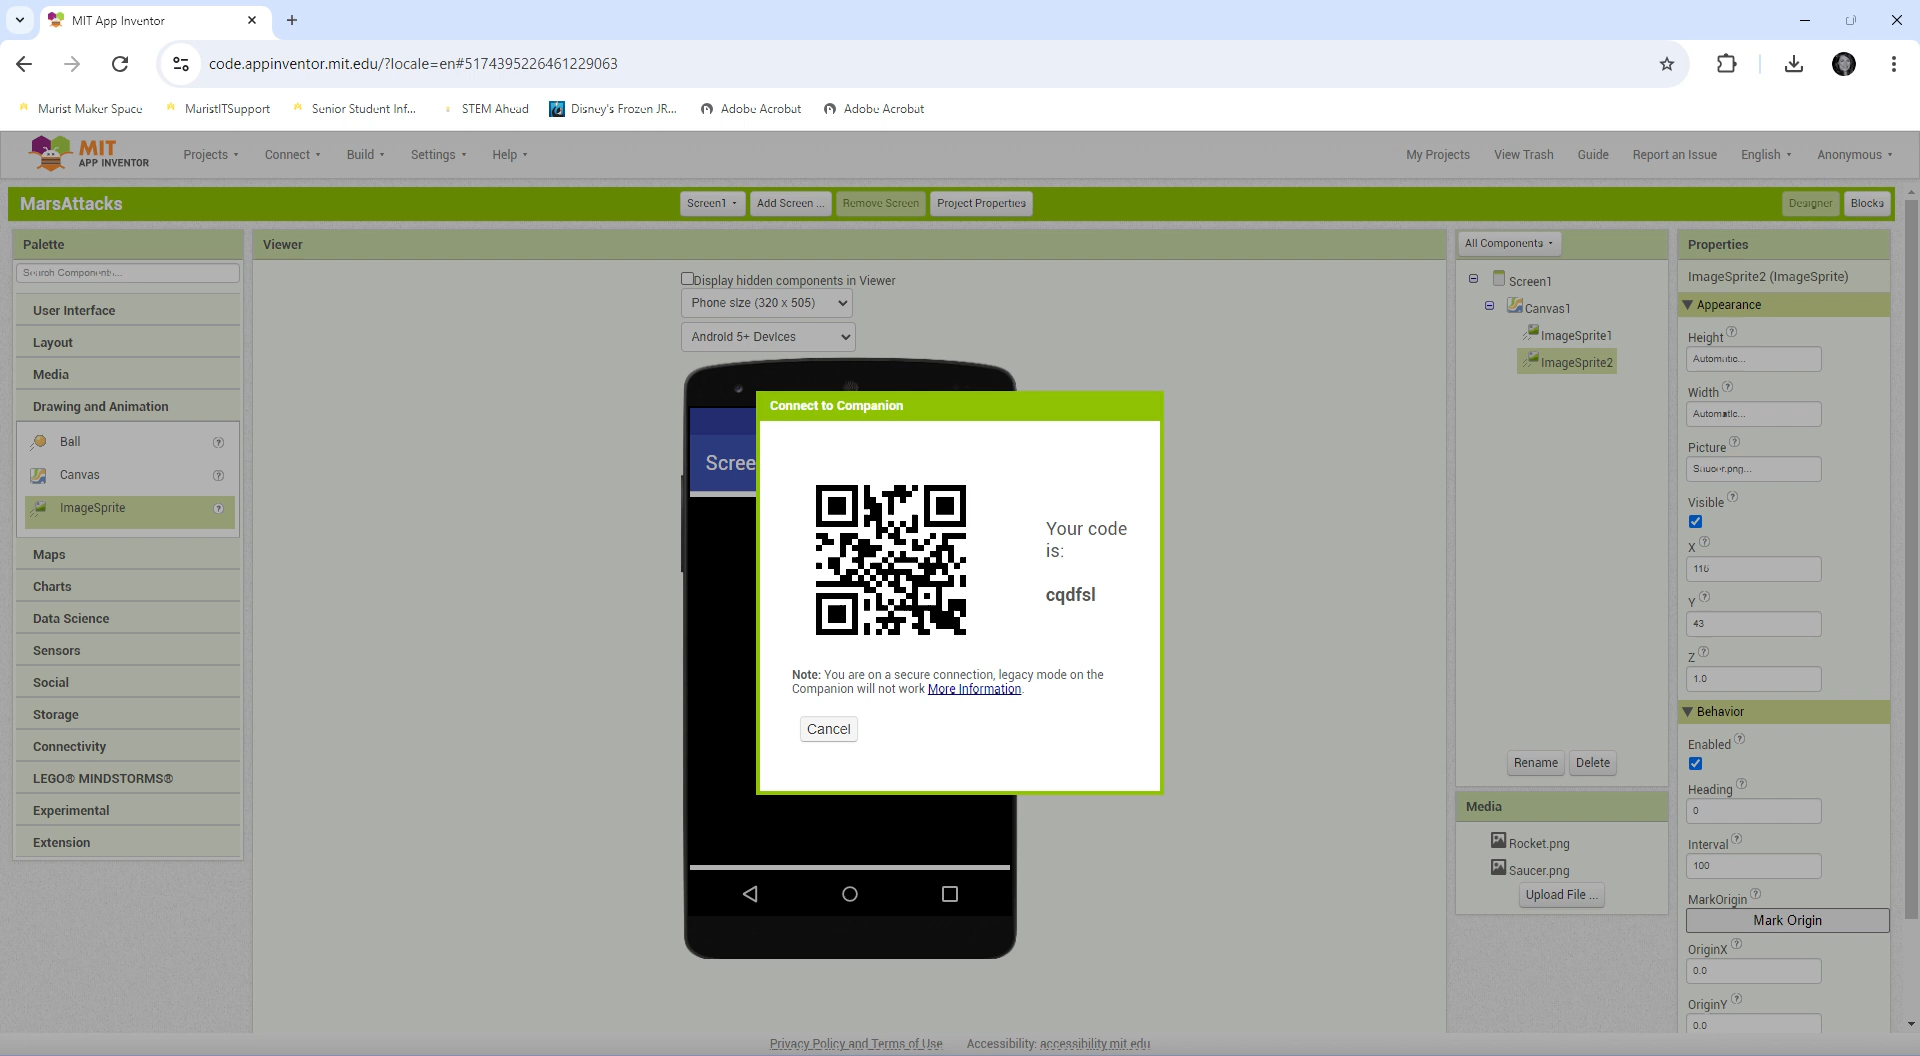 MIT App Inventor
code.appinventor.mit.edu/?locale=en#5174395226461229063
Marist Maker Space
MaristITSupport
Senior Student Inf...
STEM Ahead
Disney's Frozen JR...
Adobe Acrobat
Adobe Acrobat
MIT
APP INVENTOR
Projects
Connect
Build
Settings
Help
My Projects
View Trash
Guide
Report an Issue
English
Anonymous
MarsAttacks
Screen1
Add Screen ...
Remove Screen
Project Properties
Designer
Blocks
Palette
Search Components...
User Interface
Layout
Media
Drawing and Animation
Ball
Canvas
ImageSprite
Maps
Charts
Data Science
Sensors
Social
Storage
Connectivity
LEGO® MINDSTORMS®
Experimental
Extension
Viewer
Display hidden components in Viewer
Phone size (320 x 505)
Android 5+ Devices
Scree
Connect to Companion
Your code
is:
cqdfsl
Note: You are on a secure connection, legacy mode on the
Companion will not work More Information.
Cancel
All Components
Screen1
Canvas1
ImageSprite1
ImageSprite2
Rename
Delete
Media
Rocket.png
Saucer.png
Upload File ...
Properties
ImageSprite2 (ImageSprite)
Appearance
Height
Automatic...
Width
Automatic...
Picture
Saucer.png...
Visible
X
116
Y
43
Z
1.0
Behavior
Enabled
Heading
0
Interval
100
MarkOrigin
Mark Origin
OriginX
0.0
OriginY
0.0
Privacy Policy and Terms of Use
Accessibility: accessibility.mit.edu